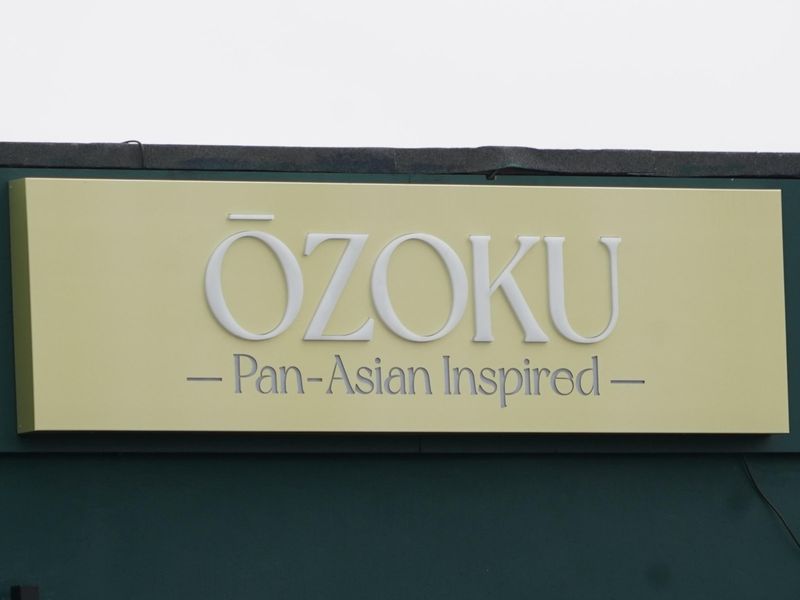 ŌZOKU
— Pan-Asian Inspired —